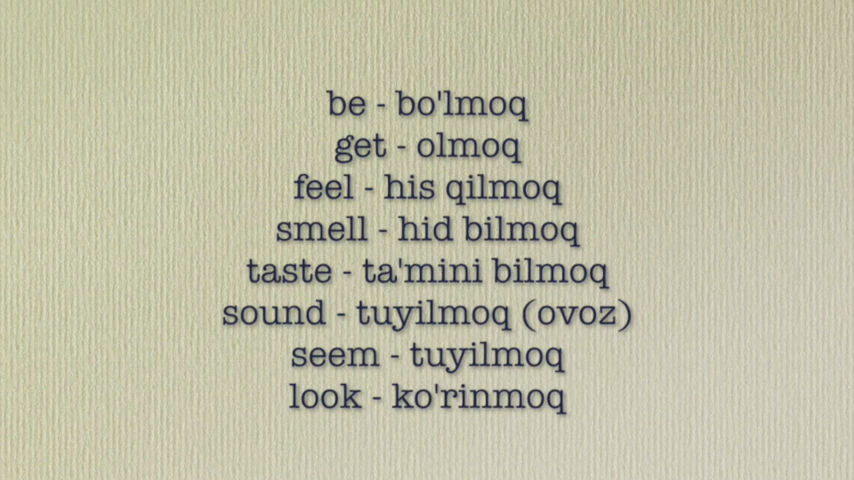 be - bo'lmoq
get - olmoq
feel - his qilmoq
smell - hid bilmoq
taste - ta'mini bilmoq
sound - tuyilmoq (ovoz)
seem - tuyilmoq
look - ko'rinmoq